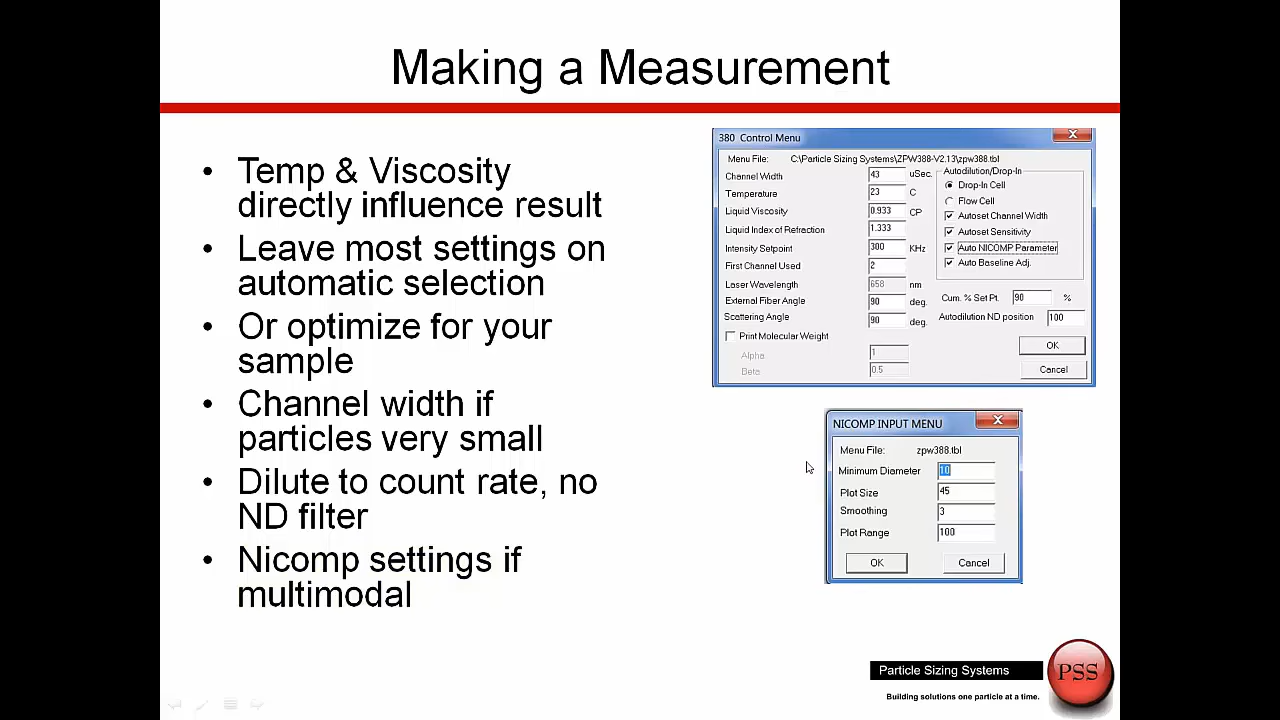 Making a Measurement
• Temp & Viscosity
directly influence result
• Leave most settings on
automatic selection
• Or optimize for your
sample
• Channel width if
particles very small
• Dilute to count rate, no
ND filter
• Nicomp settings if
multimodal
380 Control Menu
Menu File: C:\Particle Sizing Systems\ZPW388-V2.13\zpw388.tbl
Channel Width 43 uSec.
Temperature 23 C
Liquid Viscosity 0.933 CP
Liquid Index of Refraction 1.333
Intensity Setpoint 300 KHz
First Channel Used 2
Laser Wavelength 658 nm
External Fiber Angle 90 deg.
Scattering Angle 90 deg.
Print Molecular Weight
Alpha 1
Beta 0.5
Autodilution/Drop-In
Drop-In Cell
Flow Cell
Autoset Channel Width
Autoset Sensitivity
Auto NICOMP Parameter
Auto Baseline Adj.
Cum. % Set Pt. 90 %
Autodilution ND position 100
OK
Cancel
NICOMP INPUT MENU
Menu File: zpw388.tbl
Minimum Diameter 10
Plot Size 45
Smoothing 3
Plot Range 100
OK Cancel
Particle Sizing Systems
PSS
Building solutions one particle at a time.